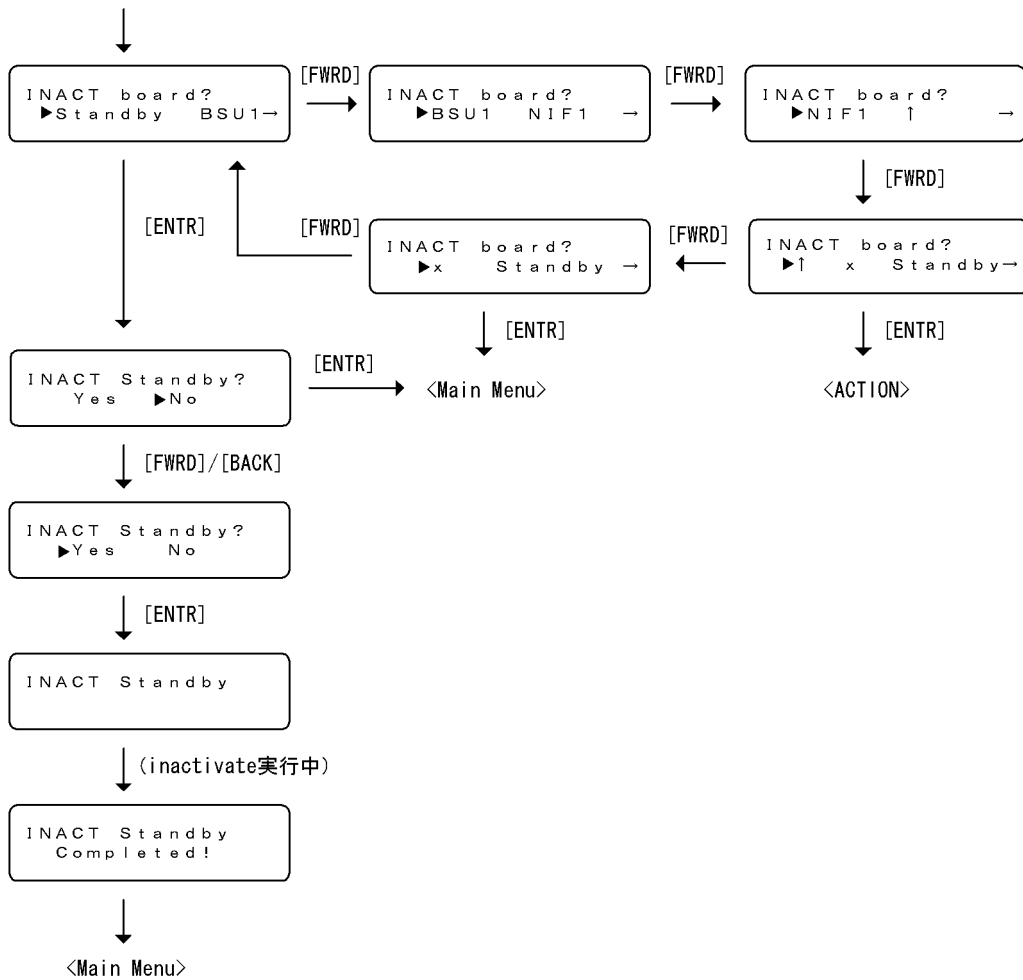 [FWRD]
[FWRD]
INACT board?
▶Standby BSU1→
INACT board?
▶BSU1 NIF1 →
INACT board?
▶NIF1 ↑ →
[FWRD]
[ENTR]
[FWRD]
[FWRD]
INACT board?
▶x Standby →
INACT board?
▶↑ x Standby→
[ENTR]
[ENTR]
INACT Standby?
Yes ▶No
[ENTR]
<Main Menu>
<ACTION>
[FWRD]/[BACK]
INACT Standby?
▶Yes No
[ENTR]
INACT Standby
(inactivate実行中)
INACT Standby
Completed!
<Main Menu>